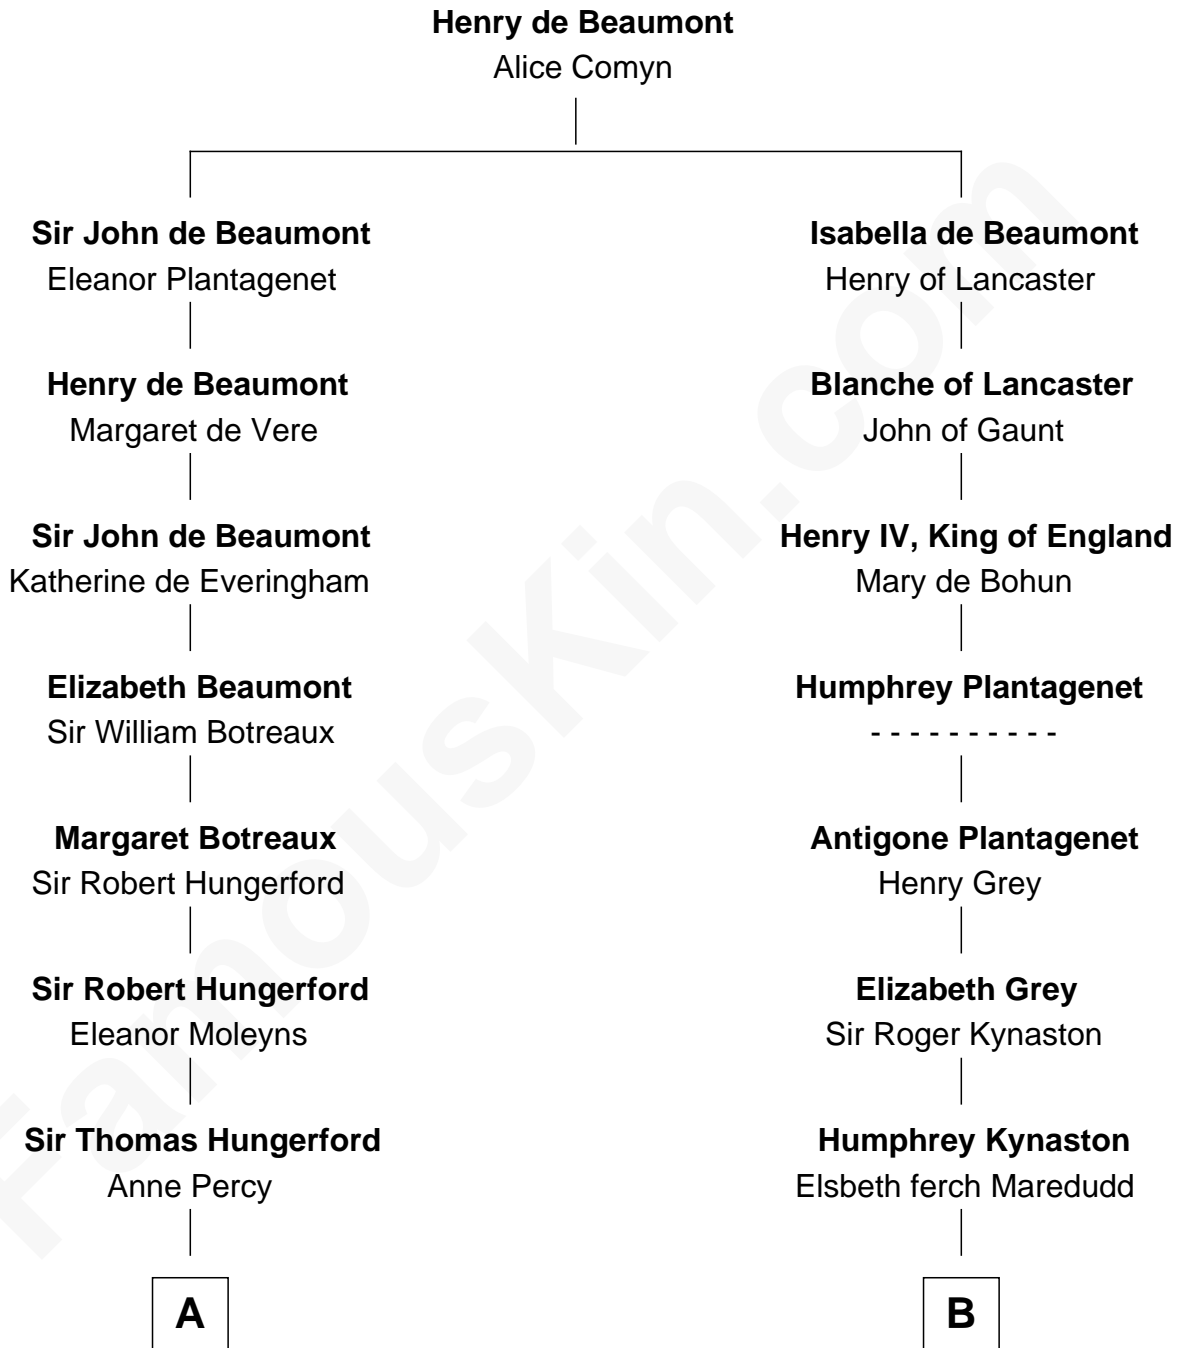 Henry de Beaumont
Alice Comyn
Sir John de Beaumont
Eleanor Plantagenet
Henry de Beaumont
Margaret de Vere
Sir John de Beaumont
Katherine de Everingham
Elizabeth Beaumont
Sir William Botreaux
Margaret Botreaux
Sir Robert Hungerford
Sir Robert Hungerford
Eleanor Moleyns
Sir Thomas Hungerford
Anne Percy
A
Isabella de Beaumont
Henry of Lancaster
Blanche of Lancaster
John of Gaunt
Henry IV, King of England
Mary de Bohun
Humphrey Plantagenet
- - - - - - - - - -
Antigone Plantagenet
Henry Grey
Elizabeth Grey
Sir Roger Kynaston
Humphrey Kynaston
Elsbeth ferch Maredudd
B
FamousKin.com